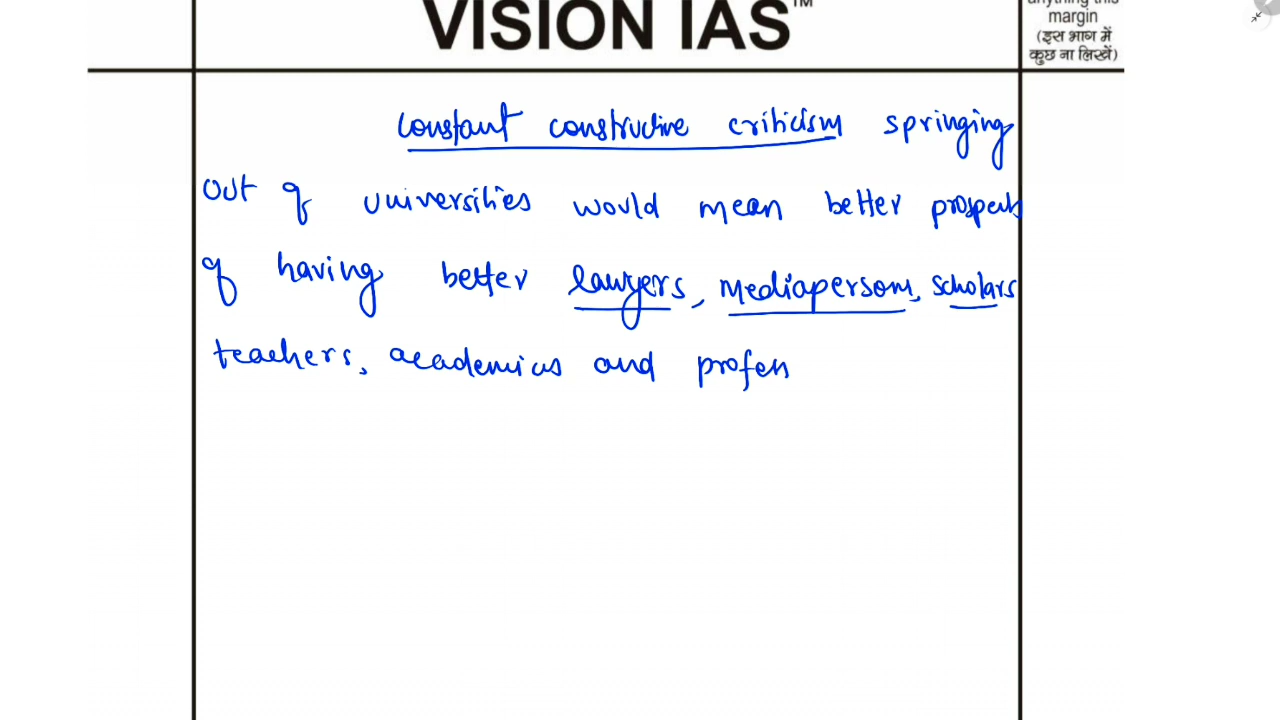 VISION IAS™
anything this
margin
(इस भाग में
कुछ ना लिखें)
Constant constructive criticism springing
out of universities would mean better prospects
of having better lawyers, mediapersons, scholars
teachers, academics and profess